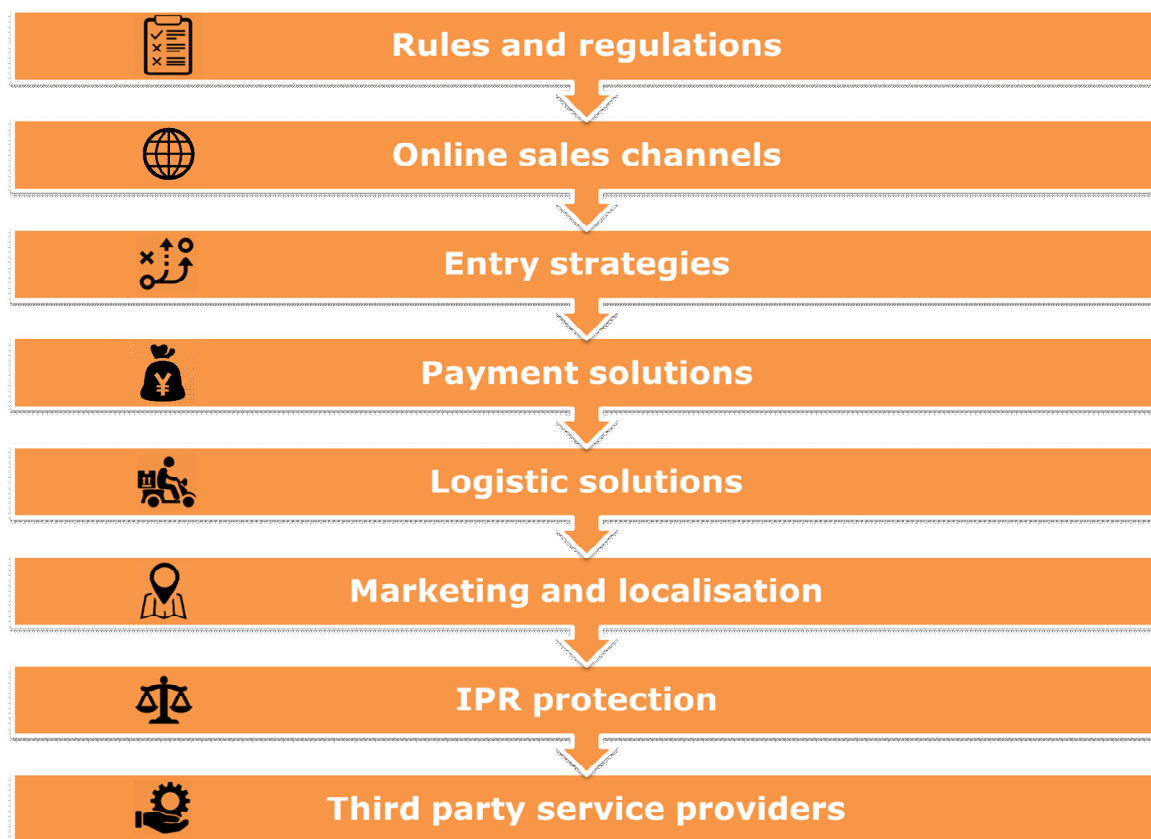 Rules and regulations
Online sales channels
Entry strategies
¥
Payment solutions
Logistic solutions
Marketing and localisation
IPR protection
Third party service providers